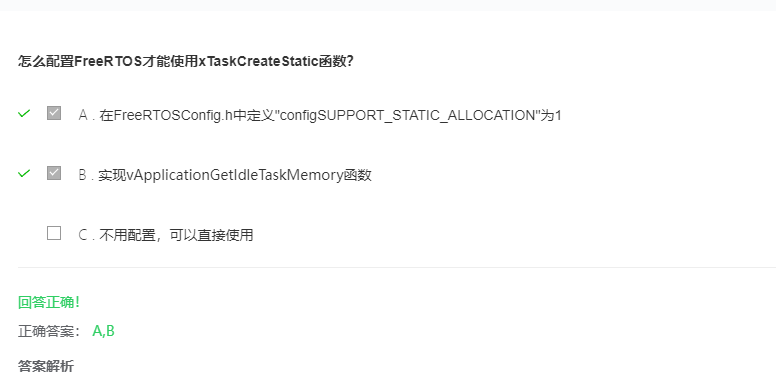 怎么配置FreeRTOS才能使用xTaskCreateStatic函数?
A . 在FreeRTOSConfig.h中定义"configSUPPORT_STATIC_ALLOCATION"为1
B . 实现vApplicationGetIdleTaskMemory函数
C . 不用配置，可以直接使用
回答正确!
正确答案： A,B
答案解析